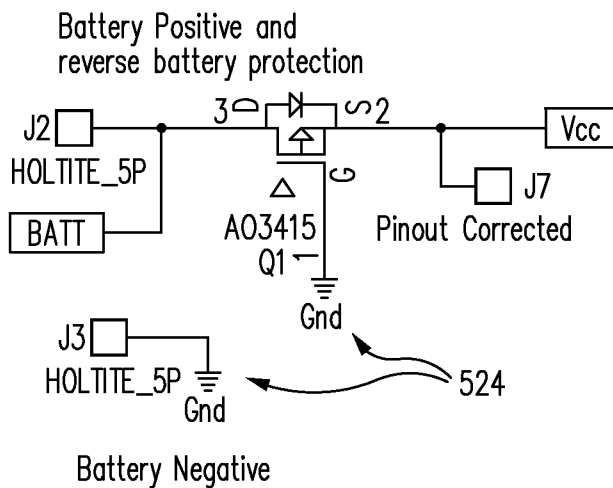 Battery Positive and
reverse battery protection
3 D S 2
J2
Vcc
HOLTITE_5P
G
J7
BATT
AO3415
Pinout Corrected
Q1 1
Gnd
J3
524
HOLTITE_5P
Gnd
Battery Negative